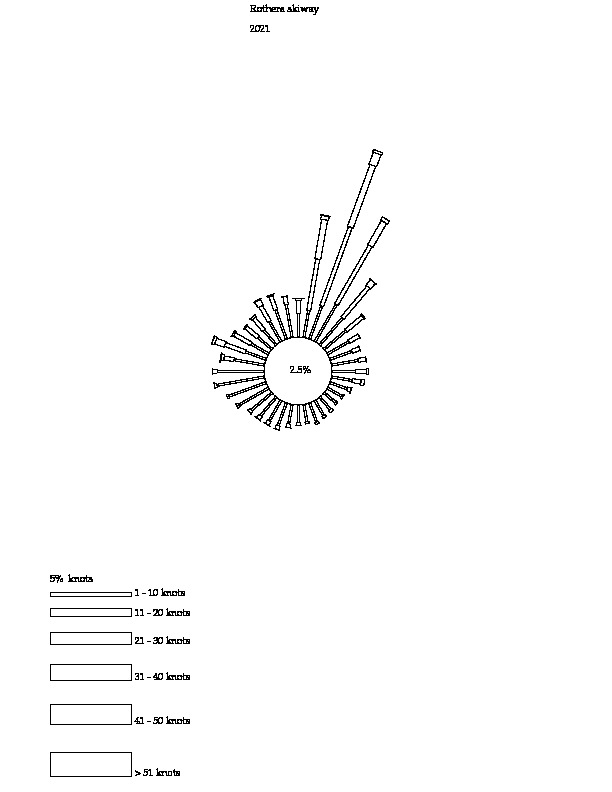 Rothera skiway
2021
2.5%
5% knots
1 - 10 knots
11 - 20 knots
21 - 30 knots
31 - 40 knots
41 - 50 knots
> 51 knots